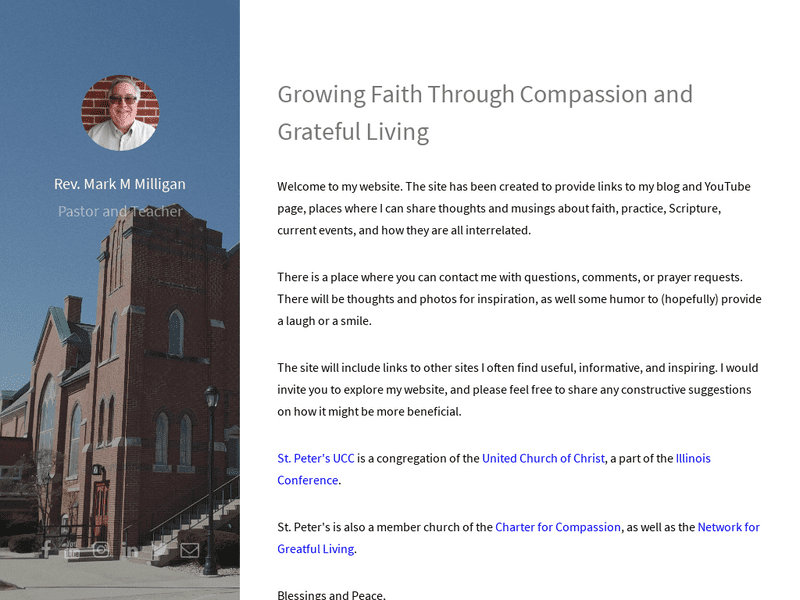 Rev. Mark M Milligan
Pastor and Teacher
Growing Faith Through Compassion and
Grateful Living
Welcome to my website. The site has been created to provide links to my blog and YouTube
page, places where I can share thoughts and musings about faith, practice, Scripture,
current events, and how they are all interrelated.
There is a place where you can contact me with questions, comments, or prayer requests.
There will be thoughts and photos for inspiration, as well some humor to (hopefully) provide
a laugh or a smile.
The site will include links to other sites I often find useful, informative, and inspiring. I would
invite you to explore my website, and please feel free to share any constructive suggestions
on how it might be more beneficial.
St. Peter's UCC is a congregation of the United Church of Christ, a part of the Illinois
Conference.
St. Peter's is also a member church of the Charter for Compassion, as well as the Network for
Greatful Living.
Blessings and Peace,